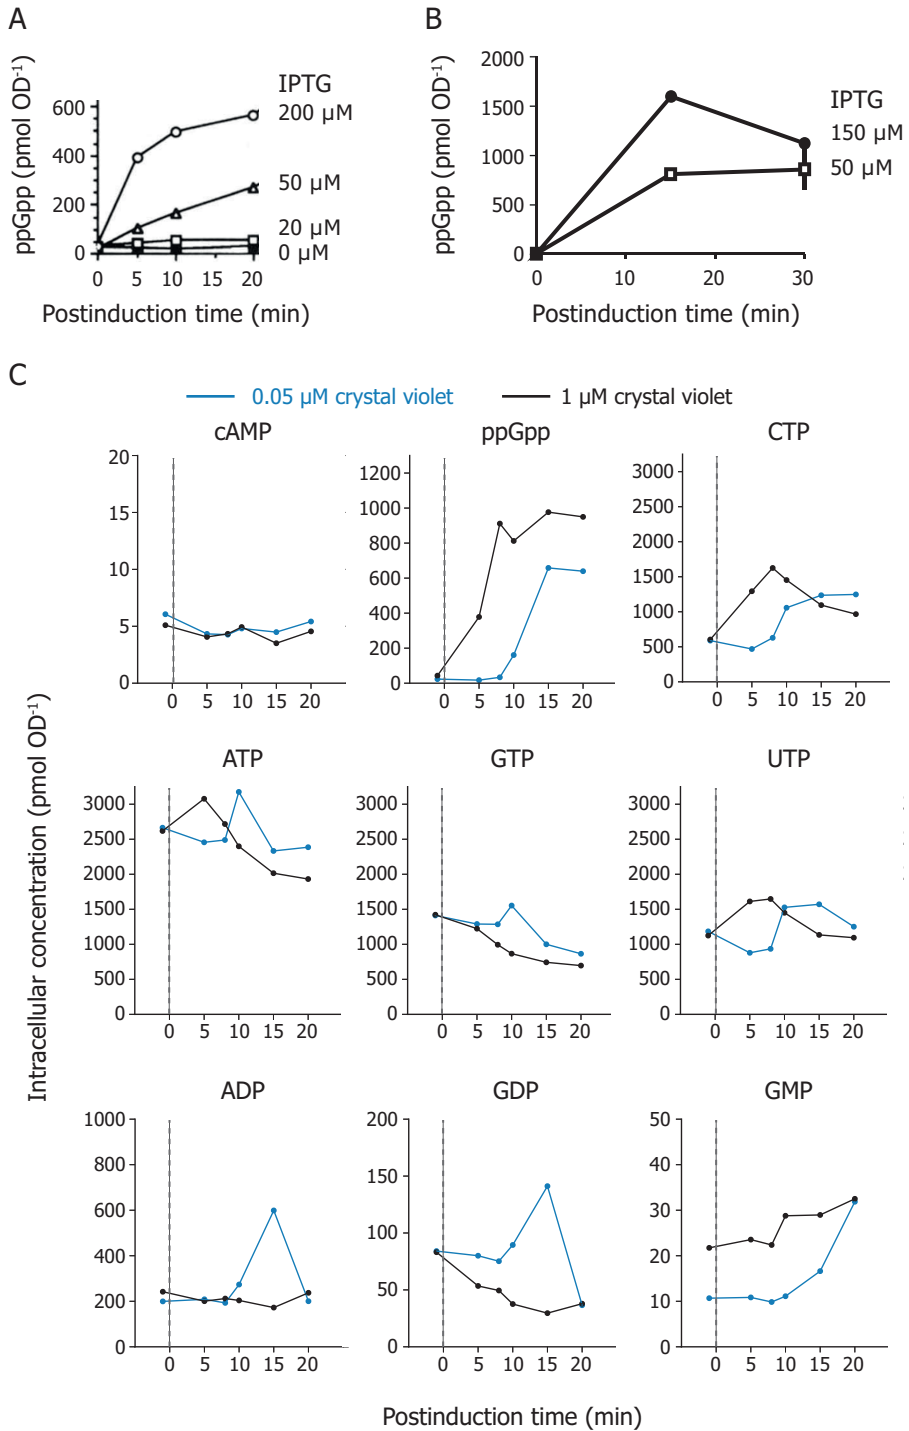 A
ppGpp (pmol OD⁻¹)
600
400
200
0
0 5 10 15 20
Postinduction time (min)
IPTG
200 µM
50 µM
20 µM
0 µM
B
ppGpp (pmol OD⁻¹)
2000
1500
1000
500
0
0 10 20 30
Postinduction time (min)
IPTG
150 µM
50 µM
C
0.05 µM crystal violet
1 µM crystal violet
Intracellular concentration (pmol OD⁻¹)
cAMP
20
15
10
5
0
0 5 10 15 20
ppGpp
1200
1000
800
600
400
200
0
0 5 10 15 20
CTP
3000
2500
2000
1500
1000
500
0
0 5 10 15 20
ATP
3000
2500
2000
1500
1000
500
0
0 5 10 15 20
GTP
3000
2500
2000
1500
1000
500
0
0 5 10 15 20
UTP
3000
2500
2000
1500
1000
500
0
0 5 10 15 20
ADP
1000
800
600
400
200
0
0 5 10 15 20
GDP
200
150
100
50
0
0 5 10 15 20
GMP
50
40
30
20
10
0
0 5 10 15 20
Postinduction time (min)